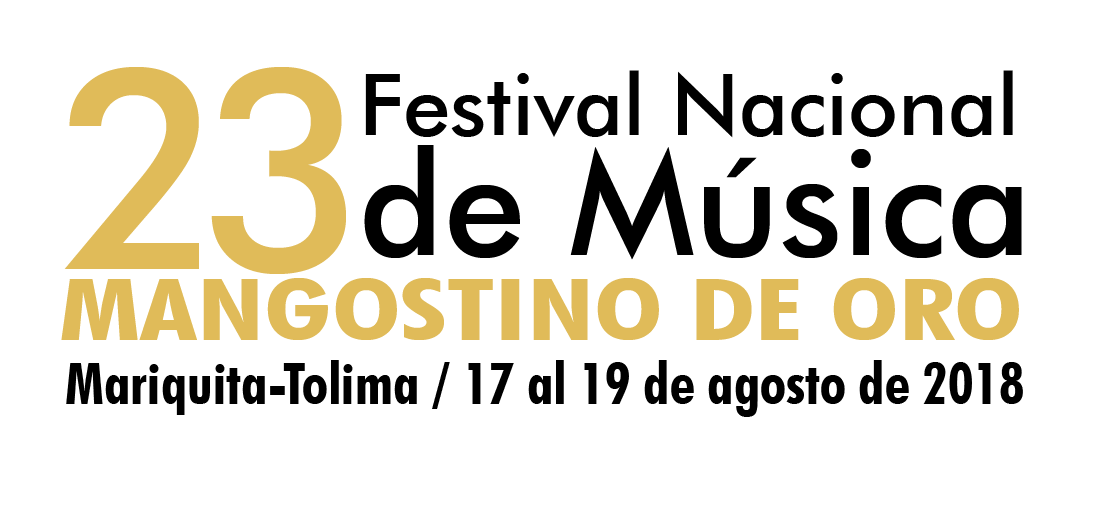 23 Festival Nacional
de Música
MANGOSTINO DE ORO
Mariquita-Tolima / 17 al 19 de agosto de 2018